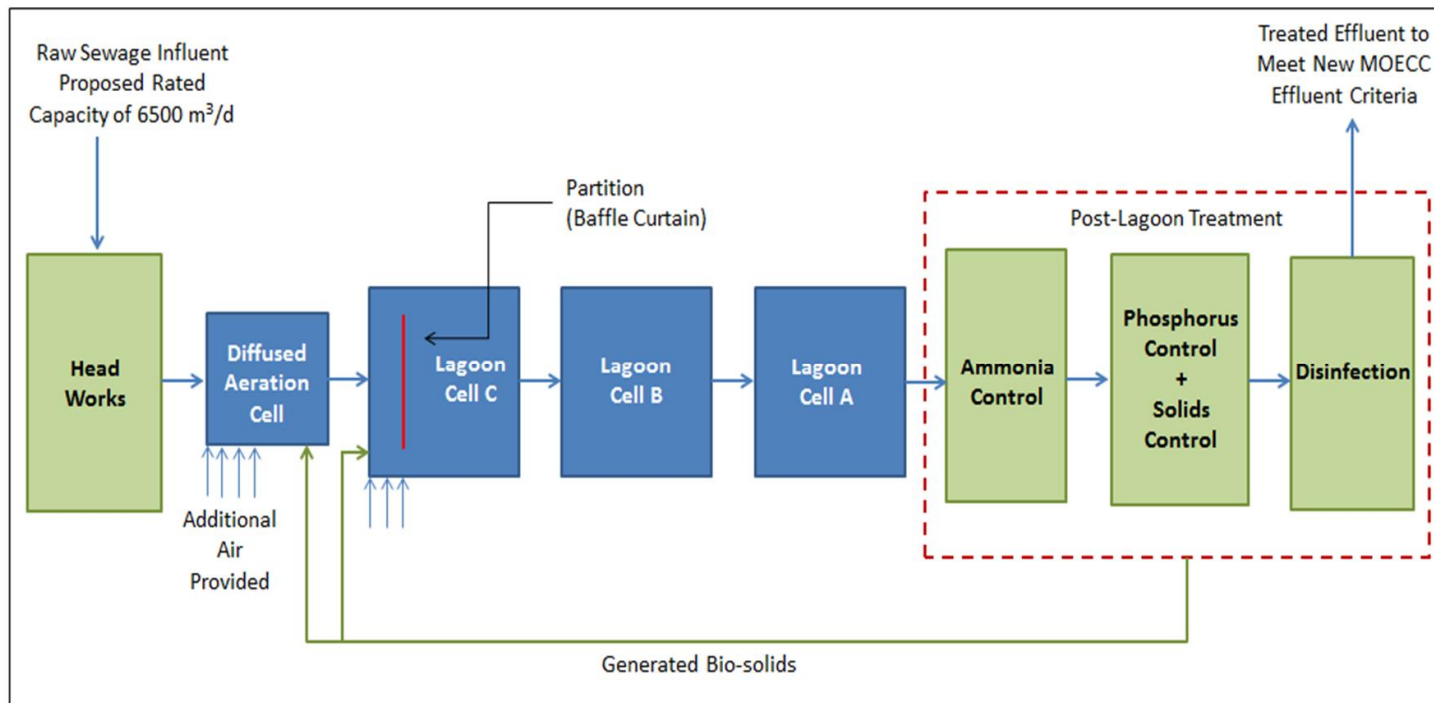 Raw Sewage Influent
Proposed Rated
Capacity of 6500 m³/d
Treated Effluent to
Meet New MOECC
Effluent Criteria
Partition
(Baffle Curtain)
Post-Lagoon Treatment
Head
Works
Diffused
Aeration
Cell
Lagoon
Cell C
Lagoon
Cell B
Lagoon
Cell A
Ammonia
Control
Phosphorus
Control
+
Solids
Control
Disinfection
Additional
Air
Provided
Generated Bio-solids